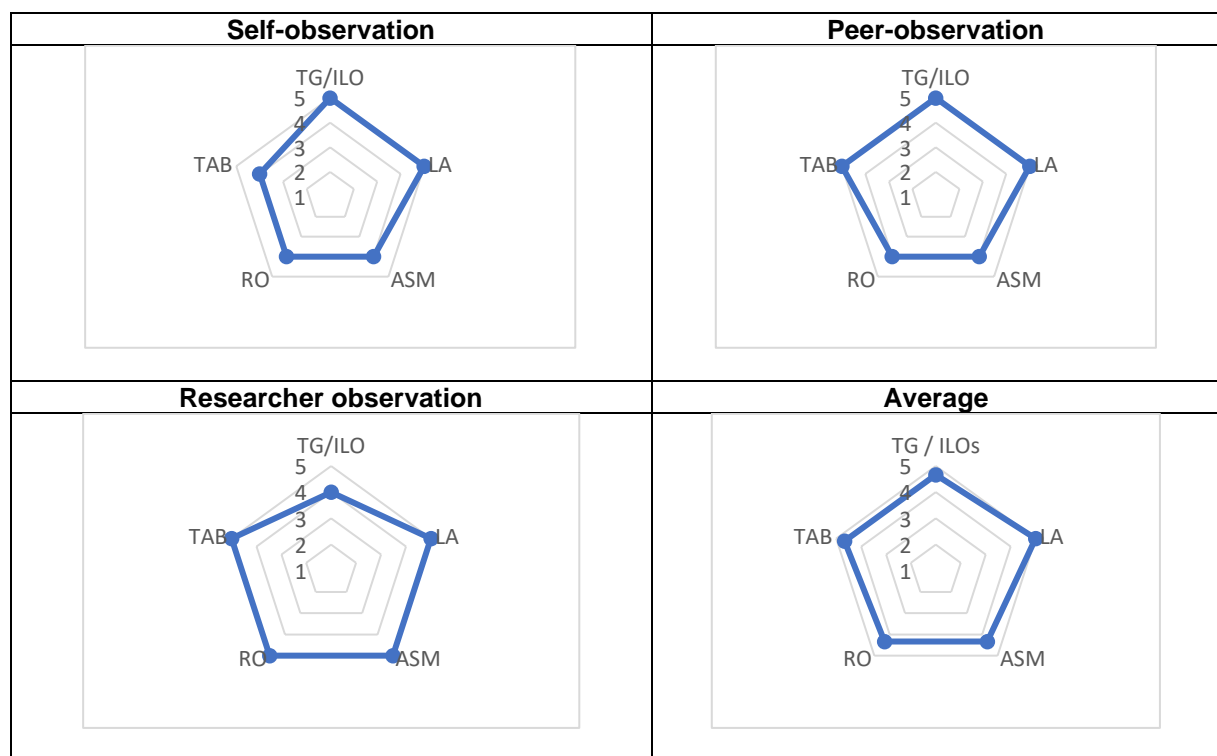 Self-observation
Peer-observation
TG/ILO
5
4
3
2
1
LA
ASM
RO
TAB
TG/ILO
5
4
3
2
1
LA
ASM
RO
TAB
Researcher observation
Average
TG/ILO
5
4
3
2
1
LA
ASM
RO
TAB
TG / ILOs
5
4
3
2
1
LA
ASM
RO
TAB